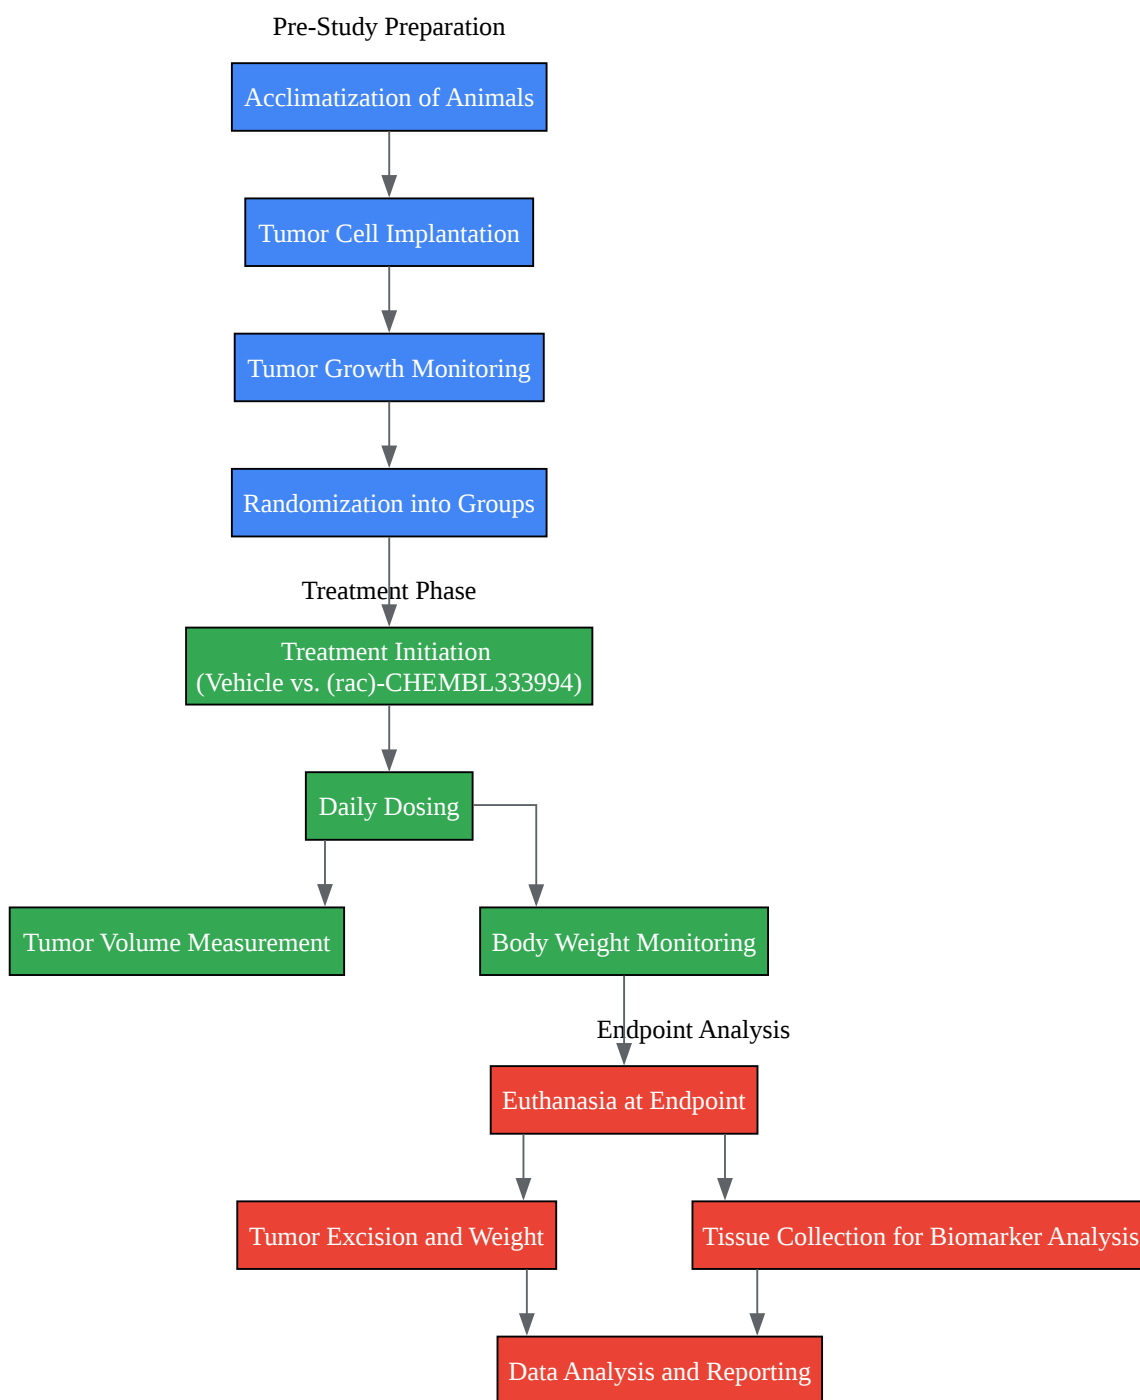 Pre-Study Preparation
Acclimatization of Animals
Tumor Cell Implantation
Tumor Growth Monitoring
Randomization into Groups
Treatment Phase
Treatment Initiation
(Vehicle vs. (rac)-CHEMBL333994)
Daily Dosing
Tumor Volume Measurement
Body Weight Monitoring
Endpoint Analysis
Euthanasia at Endpoint
Tumor Excision and Weight
Tissue Collection for Biomarker Analysis
Data Analysis and Reporting